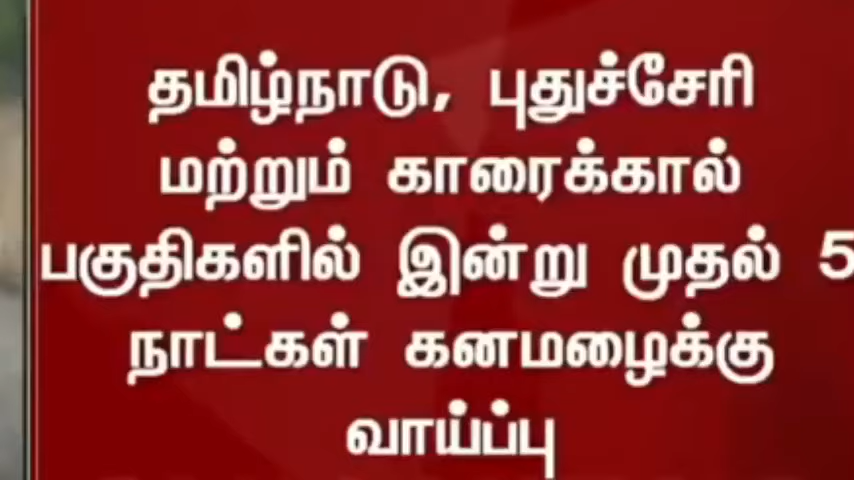 தமிழ்நாடு, புதுச்சேரி
மற்றும் காரைக்கால்
பகுதிகளில் இன்று முதல் 5
நாட்கள் கனமழைக்கு
வாய்ப்பு